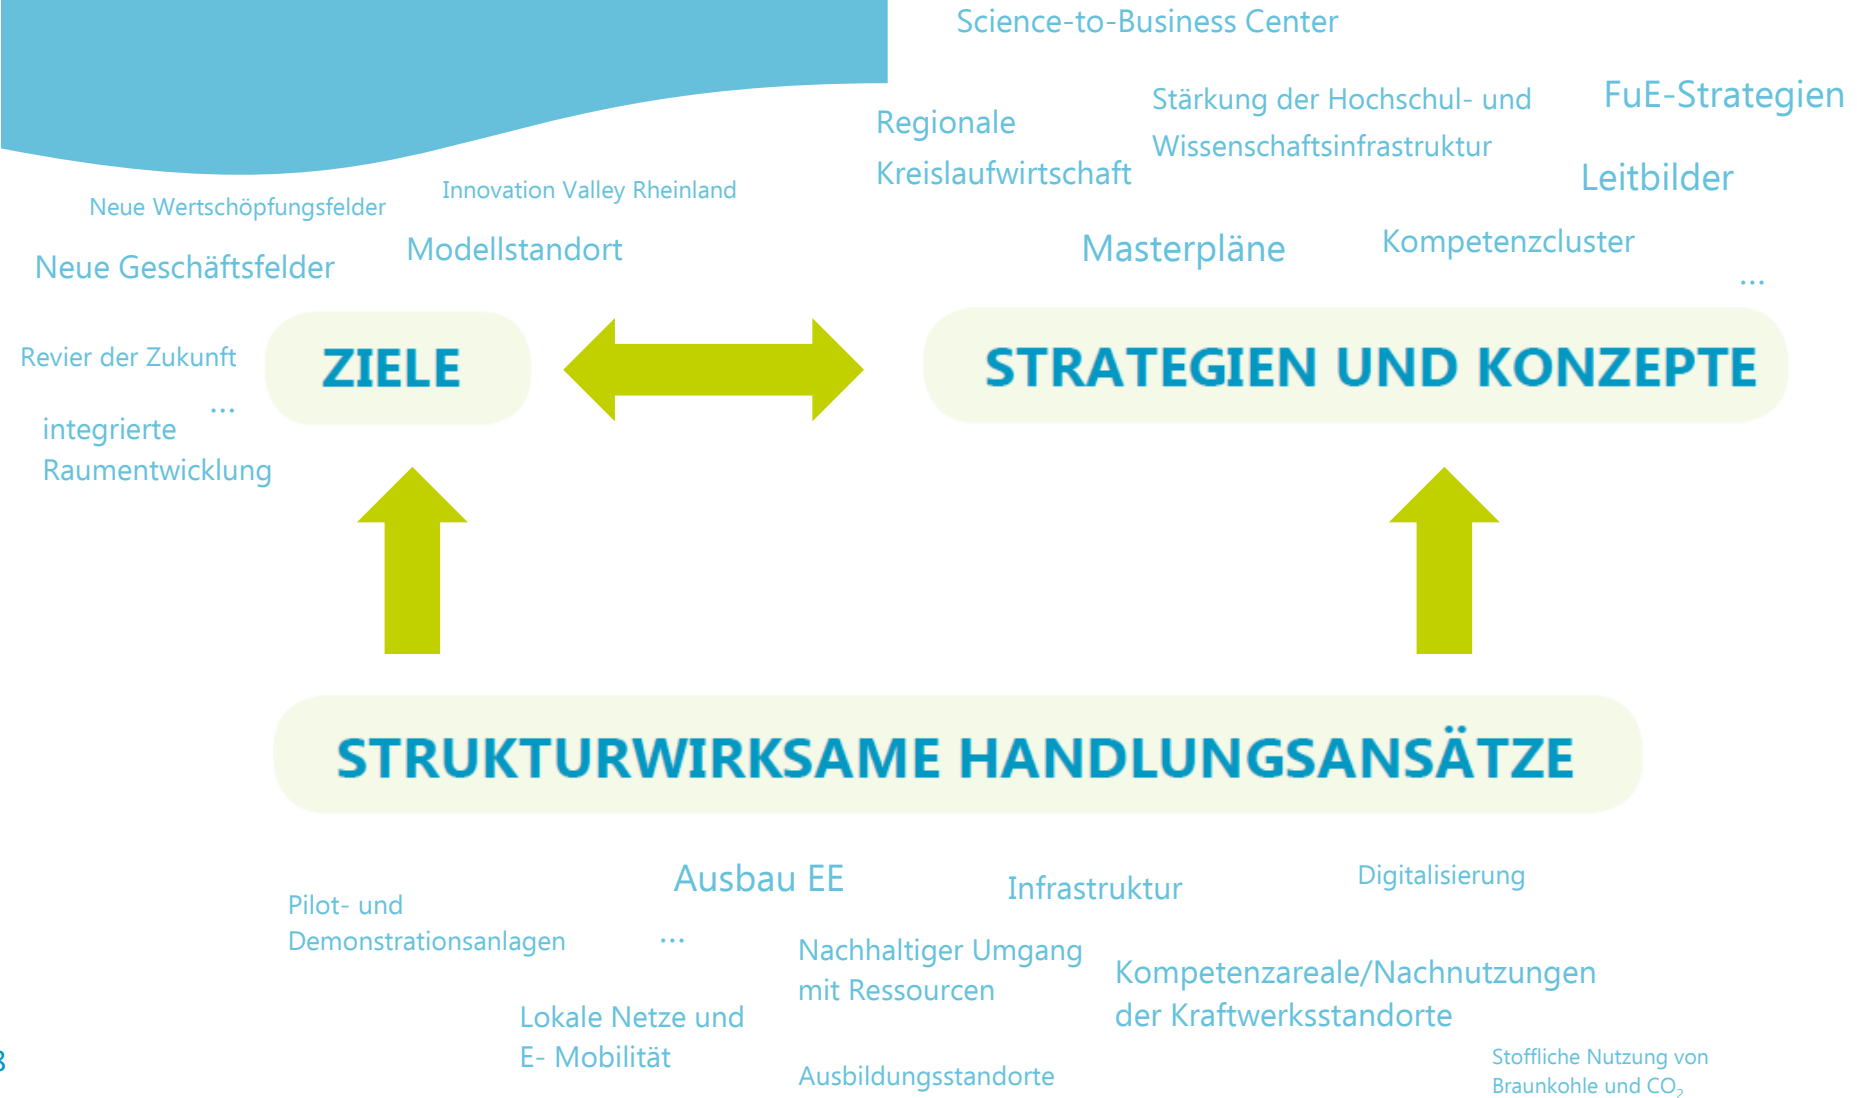 Science-to-Business Center
FuE-Strategien
Stärkung der Hochschul- und
Wissenschaftsinfrastruktur
Regionale
Kreislaufwirtschaft
Leitbilder
Innovation Valley Rheinland
Neue Wertschöpfungsfelder
Modellstandort
Neue Geschäftsfelder
Masterpläne
Kompetenzcluster
...
Revier der Zukunft
...
integrierte
Raumentwicklung
ZIELE
STRATEGIEN UND KONZEPTE
STRUKTURWIRKSAME HANDLUNGSANSÄTZE
Ausbau EE
Infrastruktur
Digitalisierung
Pilot- und
Demonstrationsanlagen
...
Nachhaltiger Umgang
mit Ressourcen
Kompetenzareale/Nachnutzungen
der Kraftwerksstandorte
Lokale Netze und
E- Mobilität
Ausbildungsstandorte
Stoffliche Nutzung von
Braunkohle und CO₂